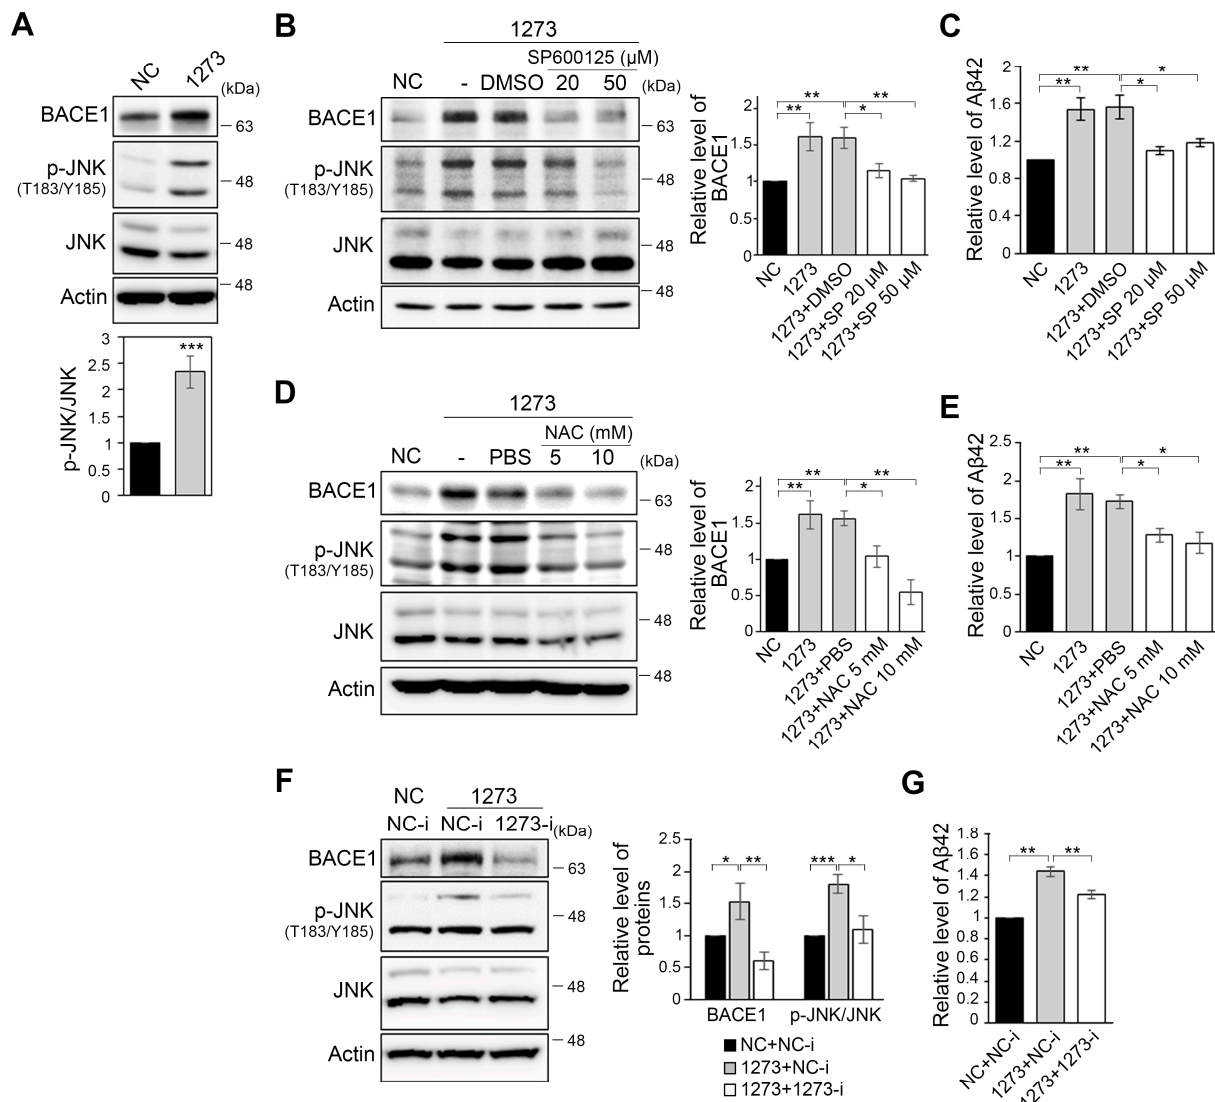 A
NC 1273 (kDa)
BACE1
63
p-JNK
(T183/Y185)
48
JNK
48
Actin
48
p-JNK/JNK
3
2.5
2
1.5
1
0.5
0
***
B
1273
SP600125 (μM)
NC - DMSO 20 50 (kDa)
BACE1
63
p-JNK
(T183/Y185)
48
JNK
48
Actin
48
Relative level of
BACE1
2
1.5
1
0.5
0
** **
** *
NC
1273
1273+DMSO
1273+SP 20 μM
1273+SP 50 μM
C
Relative level of Aβ42
2
1.6
1.2
0.8
0.4
0
** *
** *
NC
1273
1273+DMSO
1273+SP 20 μM
1273+SP 50 μM
D
1273
NAC (mM)
NC - PBS 5 10 (kDa)
BACE1
63
p-JNK
(T183/Y185)
48
JNK
48
Actin
48
Relative level of
BACE1
2
1.5
1
0.5
0
** **
** *
NC
1273
1273+PBS
1273+NAC 5 mM
1273+NAC 10 mM
E
Relative level of Aβ42
2.5
2
1.5
1
0.5
0
** *
** *
NC
1273
1273+PBS
1273+NAC 5 mM
1273+NAC 10 mM
F
NC 1273
NC-i NC-i 1273-i (kDa)
BACE1
63
p-JNK
(T183/Y185)
48
JNK
48
Actin
48
Relative level of
proteins
2.5
2
1.5
1
0.5
0
* ** *** *
BACE1 p-JNK/JNK
NC+NC-i
1273+NC-i
1273+1273-i
G
Relative level of Aβ42
1.8
1.6
1.4
1.2
1
0.8
0.6
0.4
0.2
0
** **
NC+NC-i
1273+NC-i
1273+1273-i